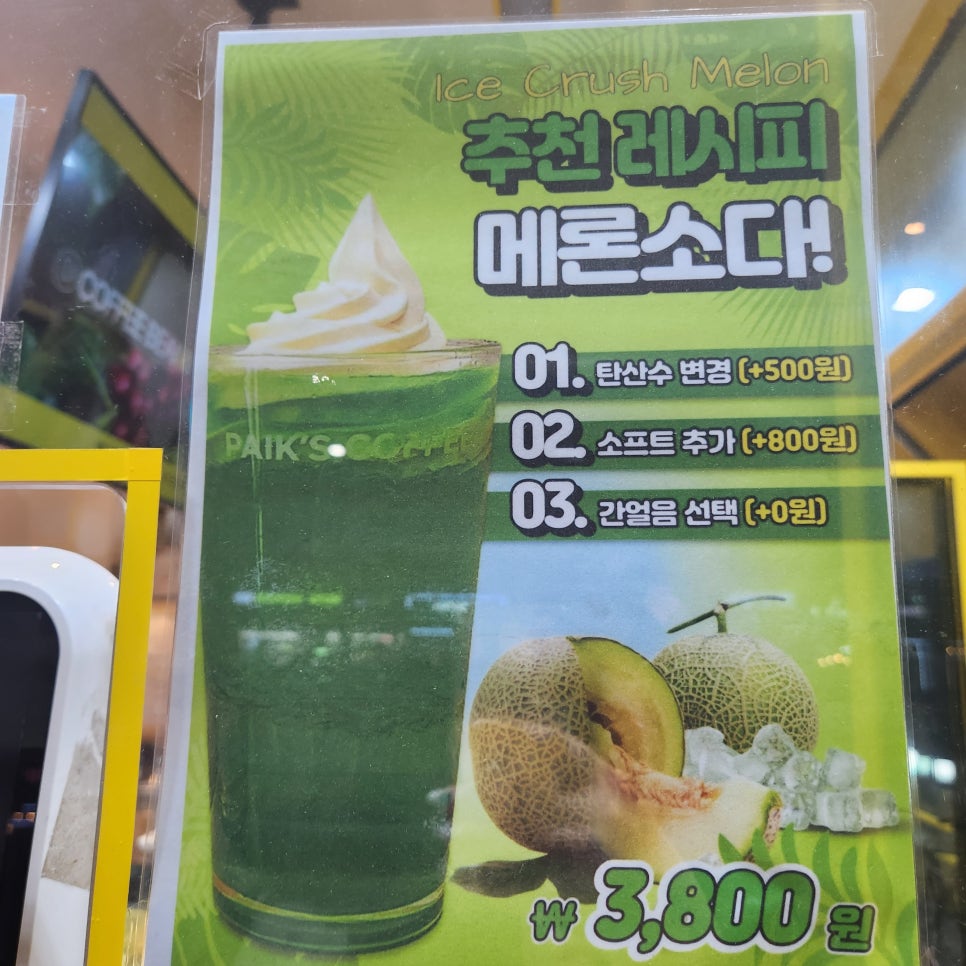 Ice Crush Melon
추천 레시피
메론소다!
01. 탄산수 변경 (+500원)
02. 소프트 추가 (+800원)
03. 간얼음 선택 (+0원)
PAIK'S COFFEE
COFFEE
₩ 3,800 원